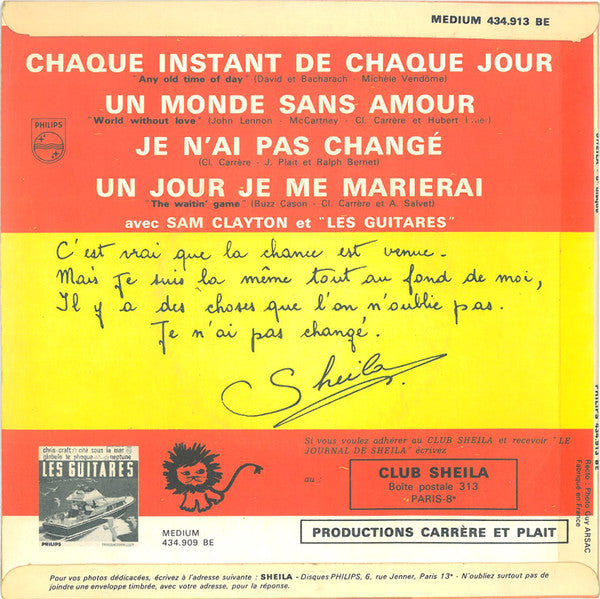 MEDIUM 434.913 BE
CHAQUE INSTANT DE CHAQUE JOUR
"Any old time of day" (David et Bacharach - Michèle Vendôme)
UN MONDE SANS AMOUR
"World without love" (John Lennon - McCartney - Cl. Carrère et Hubert
PHILIPS
JE N'AI PAS CHANGÉ
(Cl. Carrère - J. Plait et Ralph Bernet)
UN JOUR JE ME MARIERAI
"The waitin' game" (Buzz Cason - Cl. Carrère et A. Salvet)
avec SAM CLAYTON et "LES GUITARES"
C'est vrai que la chance est venue.
Mais je suis la même tout au fond de moi,
Il y a des choses que l'on n'oublie pas.
Je n'ai pas changé.
Sheila
Si vous voulez adhérer au CLUB SHEILA et recevoir "LE
JOURNAL DE SHEILA" écrivez
au :
CLUB SHEILA
Boîte postale 313
PARIS-8e
LES GUITARES
PHILIPS
MEDIUM
434.909 BE
PRODUCTIONS CARRÈRE ET PLAIT
PHILIPS 434.913 BE
Recto : Photo Guy ARSAC
Fabriqué en France
Pour vos photos dédicacées, écrivez à l'adresse suivante : SHEILA - Disques PHILIPS, 6, rue Jenner, Paris 13e - N'oubliez surtout pas de
joindre une enveloppe timbrée, avec votre adresse, pour la réponse.